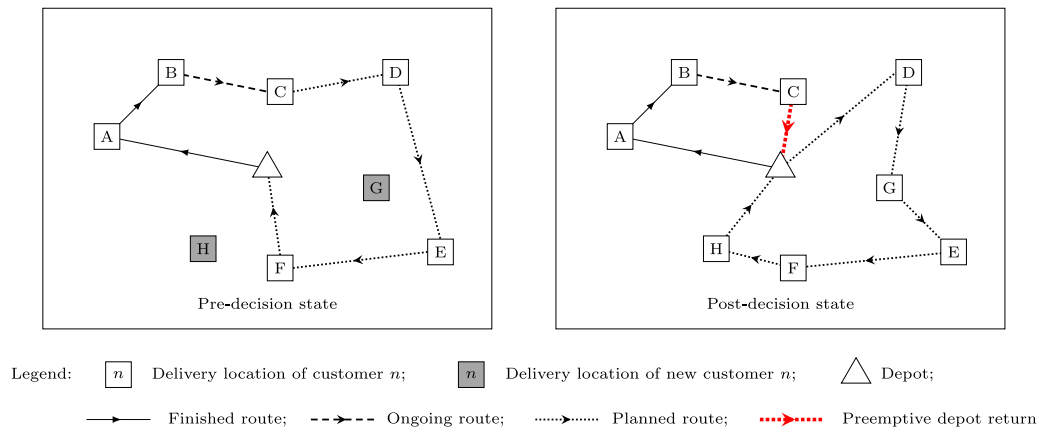 B
C
D
A
G
H
F
E
Pre-decision state
B
C
D
A
G
H
F
E
Post-decision state
Legend: n Delivery location of customer n; n Delivery location of new customer n; Depot;
Finished route; Ongoing route; Planned route; Preemptive depot return